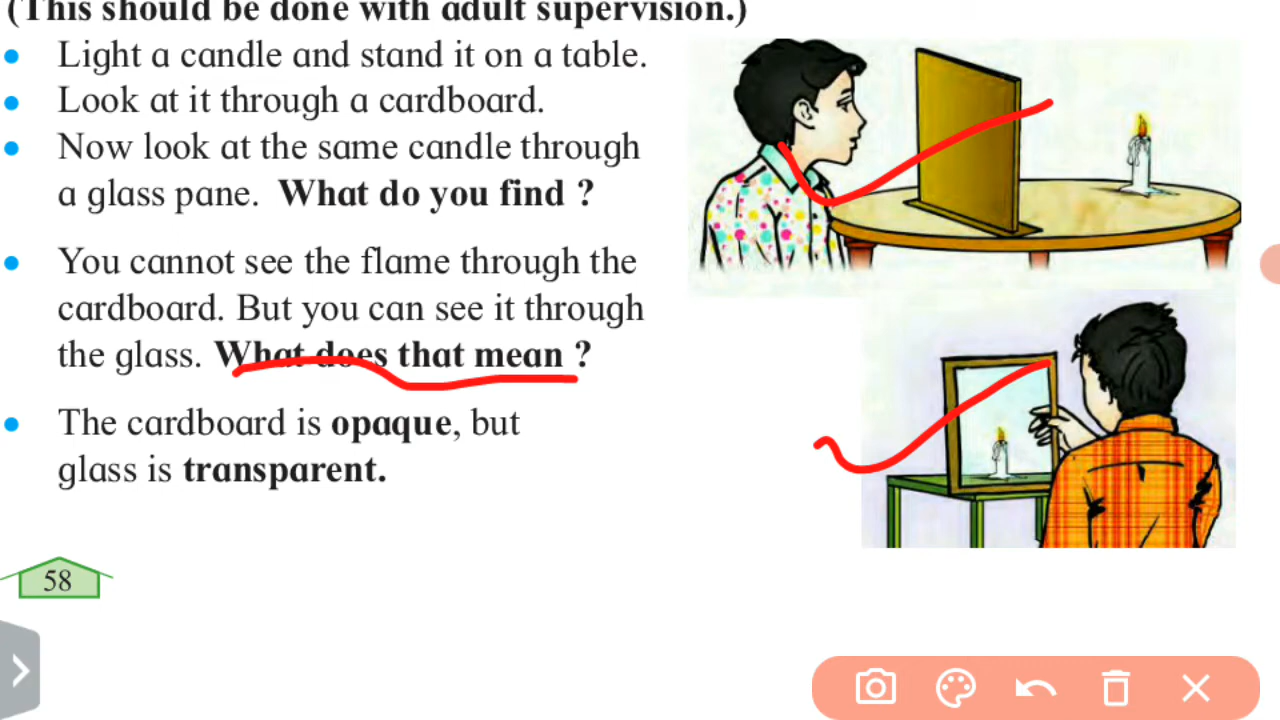 (This should be done with adult supervision.)
Light a candle and stand it on a table.
Look at it through a cardboard.
Now look at the same candle through
a glass pane. What do you find ?
You cannot see the flame through the
cardboard. But you can see it through
the glass. What does that mean ?
The cardboard is opaque, but
glass is transparent.
58